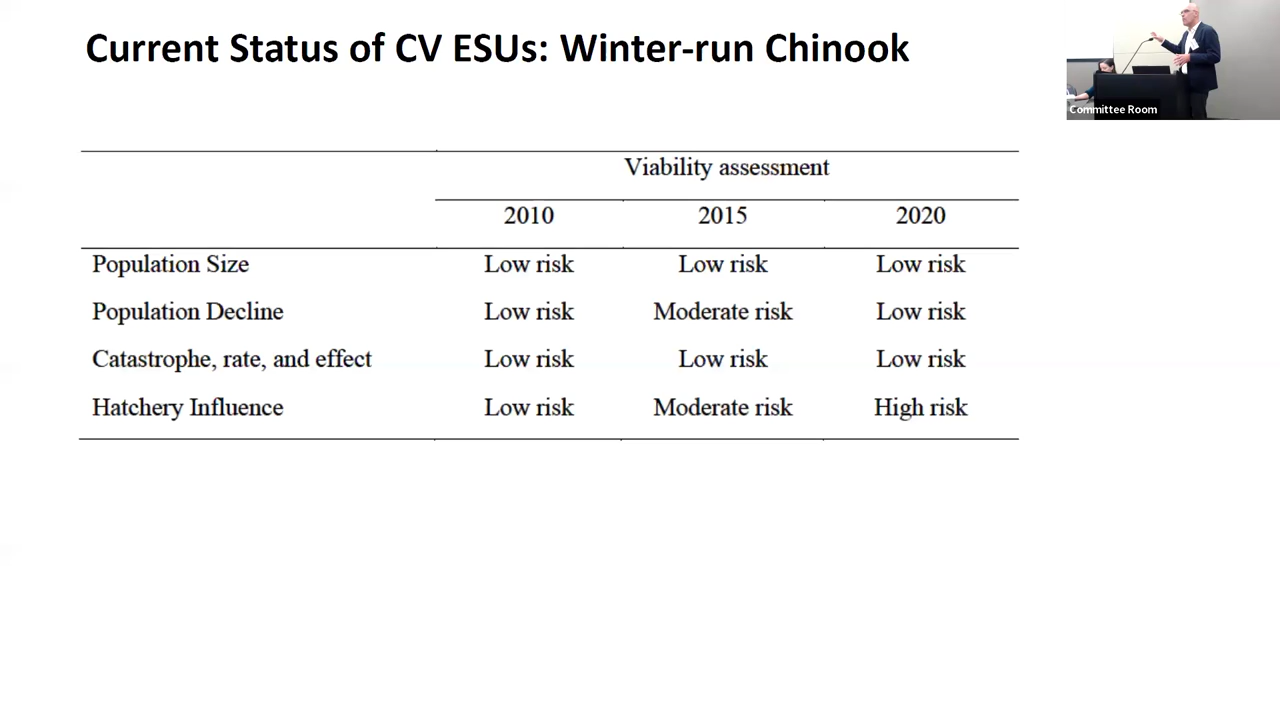 Current Status of CV ESUs: Winter-run Chinook
Committee Room
Viability assessment
2010 2015 2020
Population Size Low risk Low risk Low risk
Population Decline Low risk Moderate risk Low risk
Catastrophe, rate, and effect Low risk Low risk Low risk
Hatchery Influence Low risk Moderate risk High risk